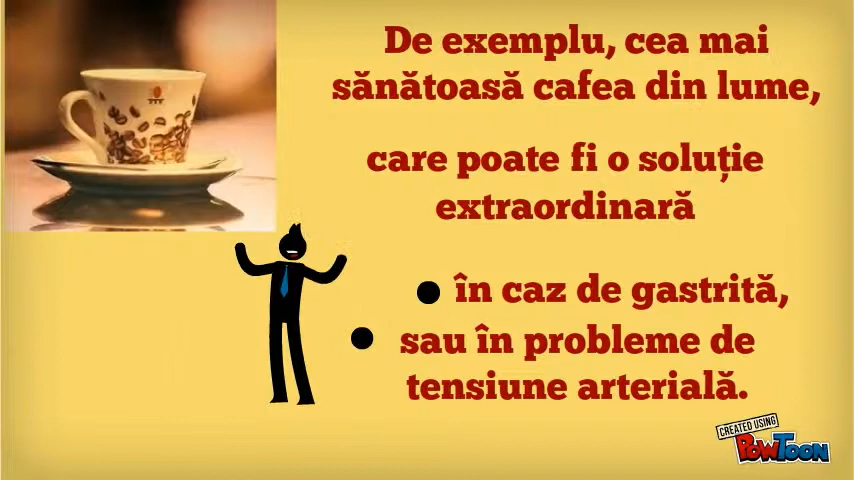 De exemplu, cea mai
sănătoasă cafea din lume,
care poate fi o soluție
extraordinară
în caz de gastrită,
sau în probleme de
tensiune arterială.
CREATED USING
POWTOON